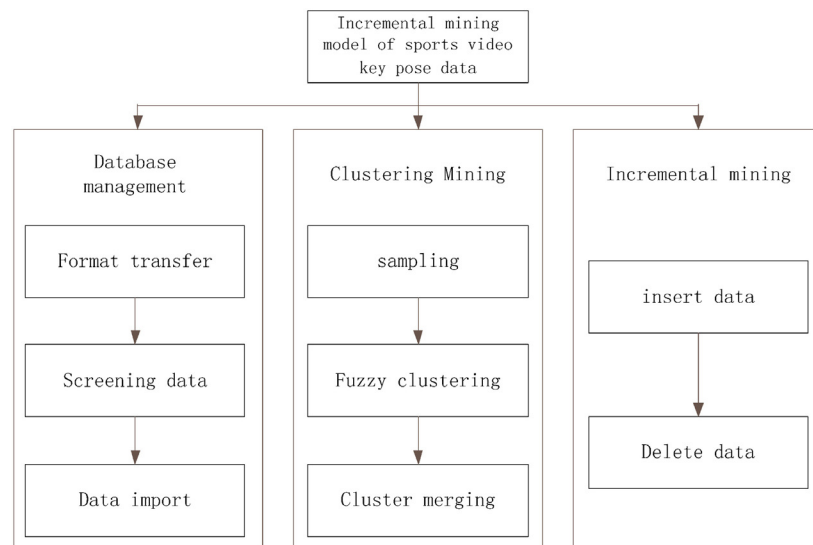 Incremental mining
model of sports video
key pose data
Database
management
Format transfer
Screening data
Data import
Clustering Mining
sampling
Fuzzy clustering
Cluster merging
Incremental mining
insert data
Delete data